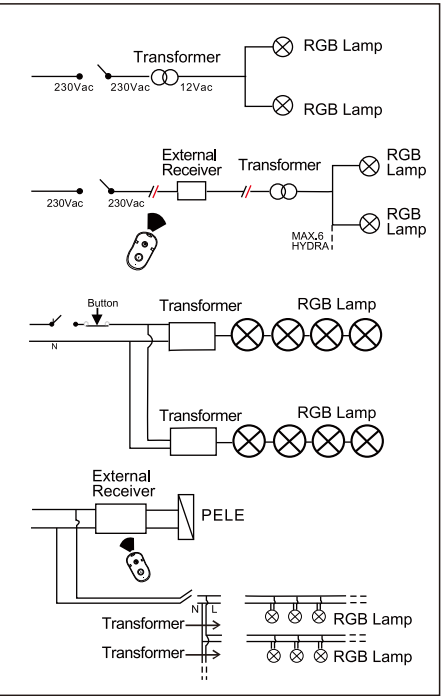 Transformer
RGB Lamp
230Vac 230Vac 12Vac
RGB Lamp
External
Receiver
Transformer
RGB
Lamp
230Vac 230Vac
RGB
Lamp
MAX.6
HYDRA
Button
Transformer
RGB Lamp
L
N
Transformer
RGB Lamp
External
Receiver
PELE
N L
Transformer
RGB Lamp
Transformer
RGB Lamp